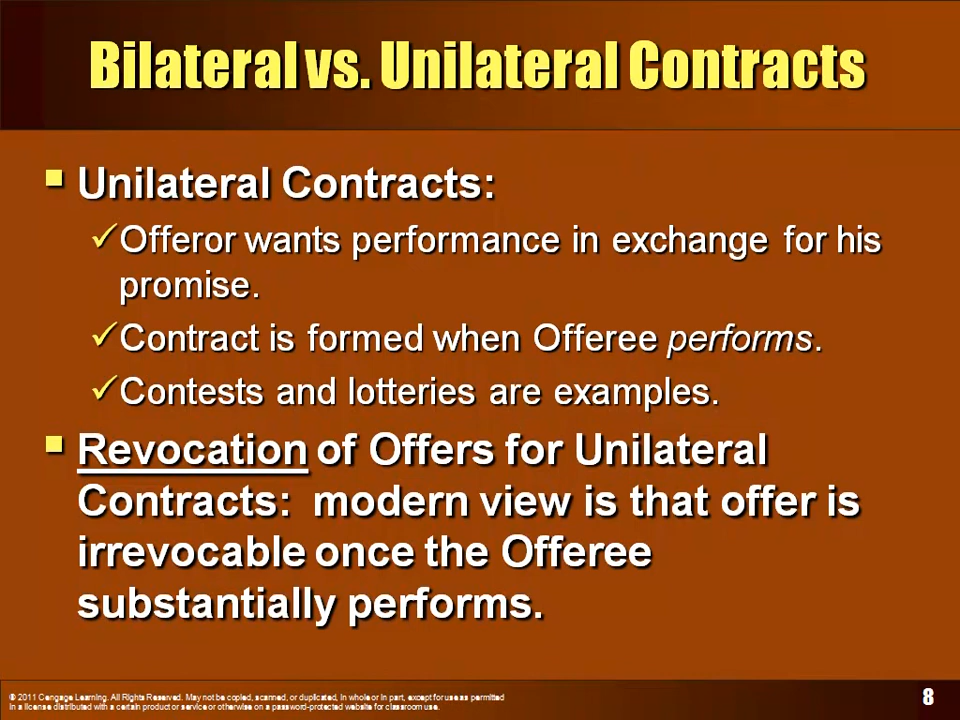 Bilateral vs. Unilateral Contracts
Unilateral Contracts:
Offeror wants performance in exchange for his
promise.
Contract is formed when Offeree performs.
Contests and lotteries are examples.
Revocation of Offers for Unilateral
Contracts: modern view is that offer is
irrevocable once the Offeree
substantially performs.
© 2011 Cengage Learning. All Rights Reserved. May not be copied, scanned, or duplicated, in whole or in part, except for use as permitted
in a license distributed with a certain product or service or otherwise on a password-protected website for classroom use.
8